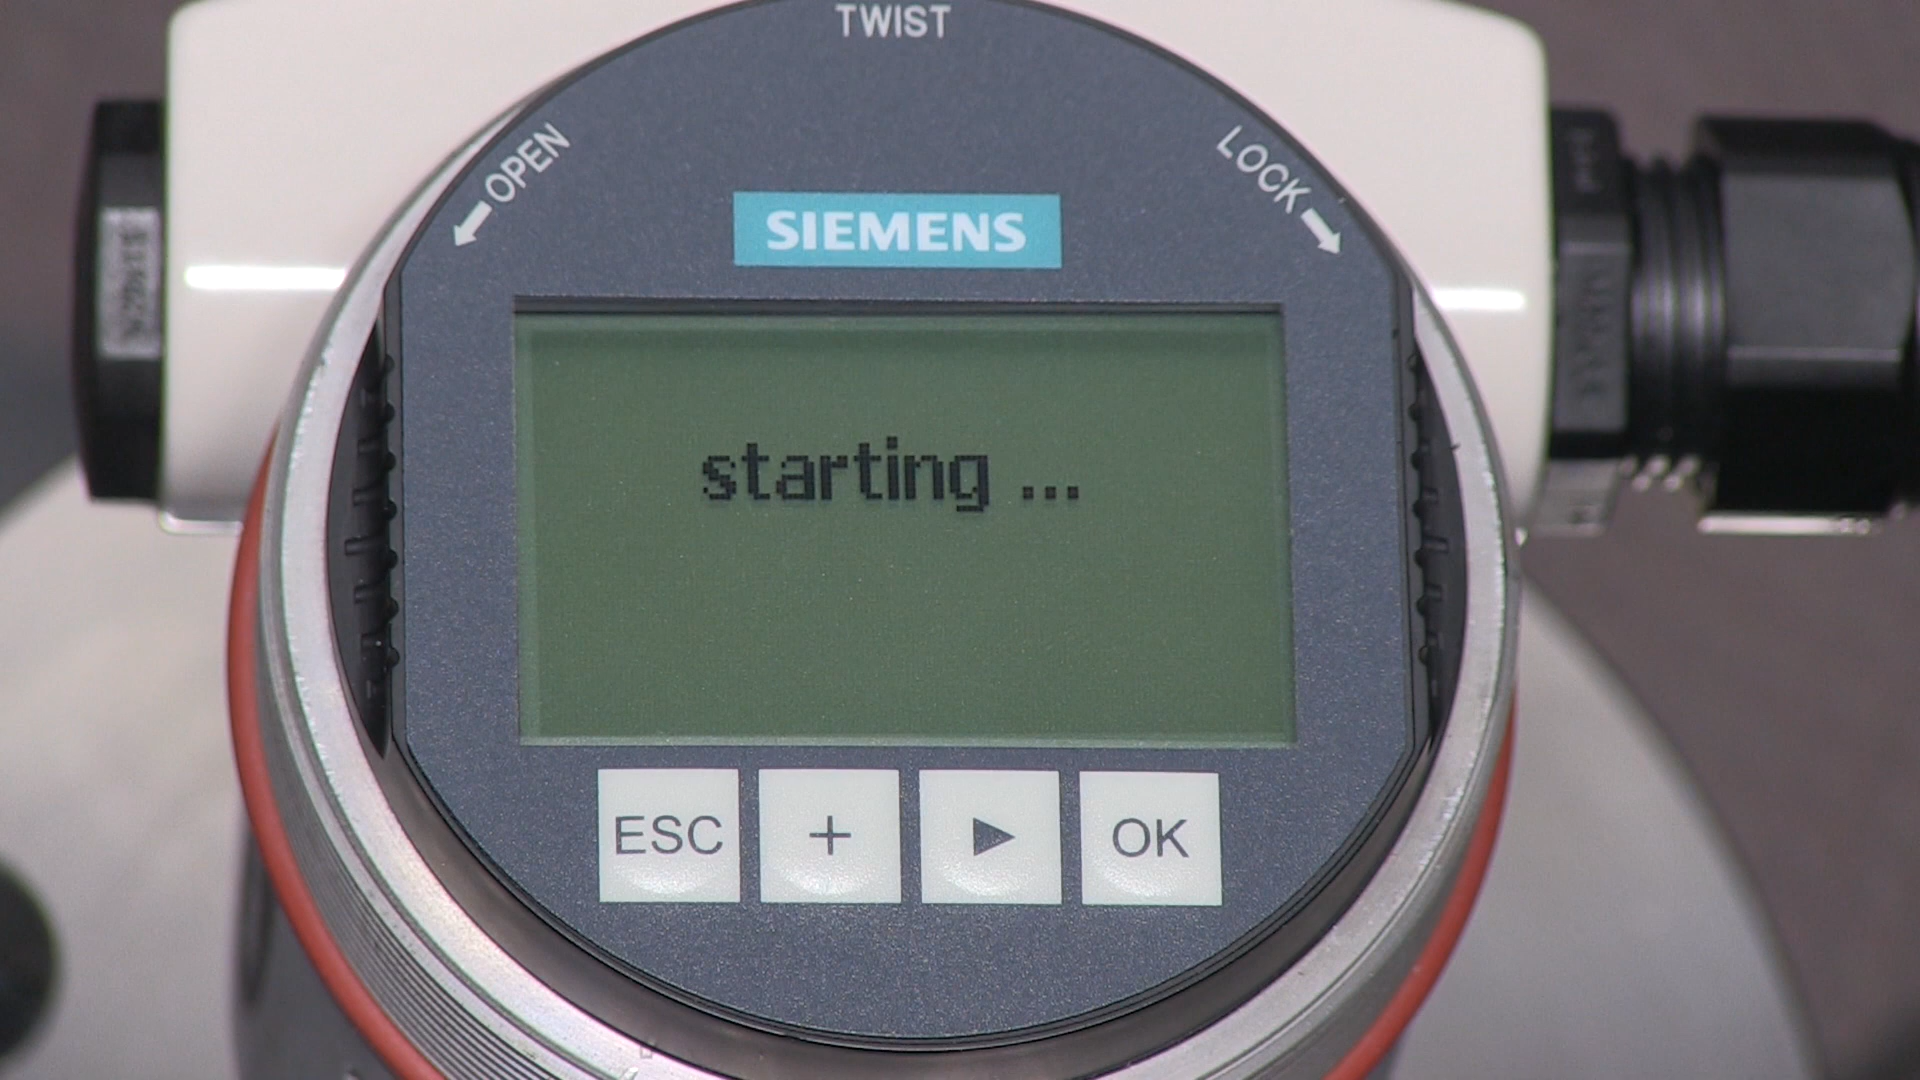 TWIST
OPEN
LOCK
SIEMENS
starting ...
ESC + ▶ OK